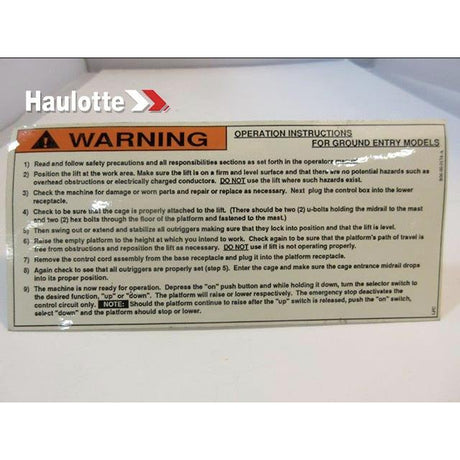 Haulotte
WARNING
OPERATION INSTRUCTIONS
FOR GROUND ENTRY MODELS
1) Read and follow safety precautions and all responsibilities sections as set forth in the operators manual.
2) Position the lift at the work area. Make sure the lift is on a firm and level surface and that there are no potential hazards such as
overhead obstructions or electrically charged conductors. DO NOT use the lift where such hazards exist.
3) Check the machine for damage or worn parts and repair or replace as necessary. Next plug the control box into the lower
receptacle.
4) Check to be sure that the cage is properly attached to the lift. (There should be two (2) u-bolts holding the midrail to the mast
and two (2) hex bolts through the floor of the platform and fastened to the mast.)
5) Then swing out or extend and stabilize all outriggers making sure that they lock into position and that the lift is level.
6) Raise the empty platform to the height at which you intend to work. Check again to be sure that the platform's path of travel is
free from obstructions and reposition the lift as necessary. DO NOT use if lift is not operating properly.
7) Remove the control cord assembly from the base receptacle and plug it into the platform receptacle.
8) Again check to see that all outriggers are properly set (step 5). Enter the cage and make sure the cage entrance midrail drops
into its proper position.
9) The machine is now ready for operation. Depress the "on" push button and while holding it down, turn the selector switch to
the desired function, "up" or "down". The platform will raise or lower respectively. The emergency stop deactivates the
control circuit only. NOTE: Should the platform continue to raise after the "up" switch is released, push the "on" switch,
select "down" and the platform should stop or lower.